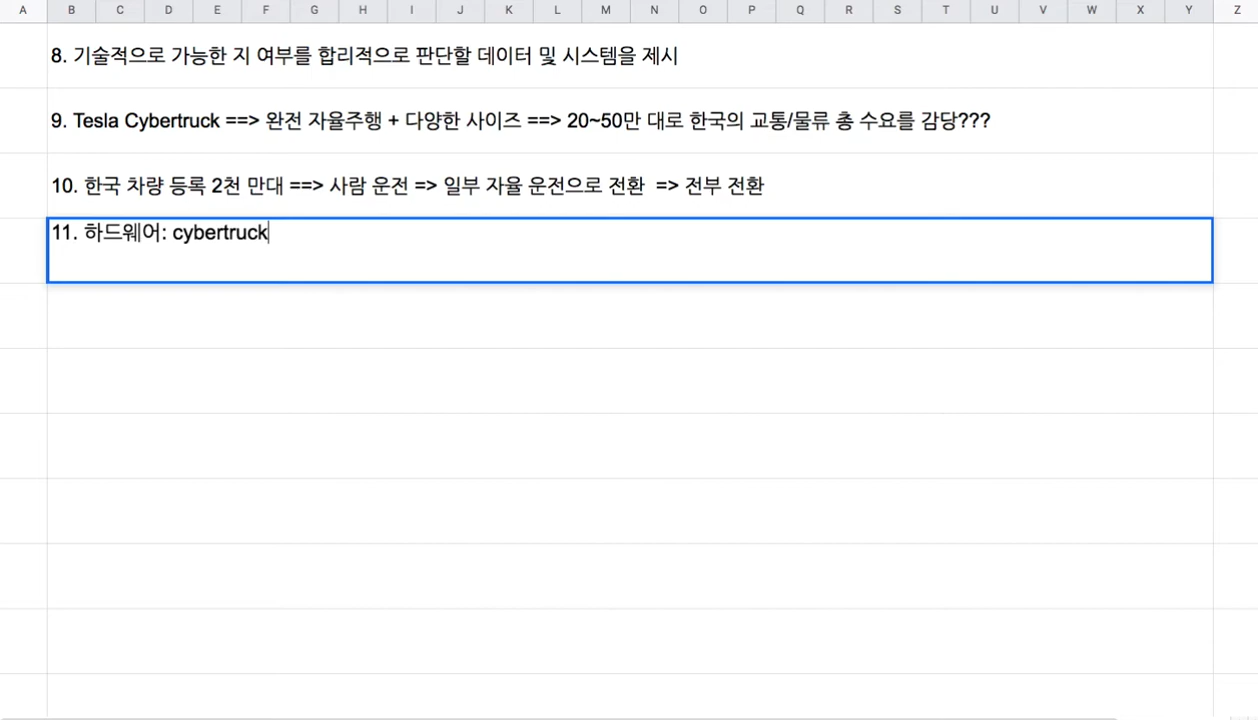 A B C D E F G H I J K L M N O P Q R S T U V W X Y Z
8. 기술적으로 가능한 지 여부를 합리적으로 판단할 데이터 및 시스템을 제시
9. Tesla Cybertruck ==> 완전 자율주행 + 다양한 사이즈 ==> 20~50만 대로 한국의 교통/물류 총 수요를 감당???
10. 한국 차량 등록 2천 만대 ==> 사람 운전 => 일부 자율 운전으로 전환 => 전부 전환
11. 하드웨어: cybertruck